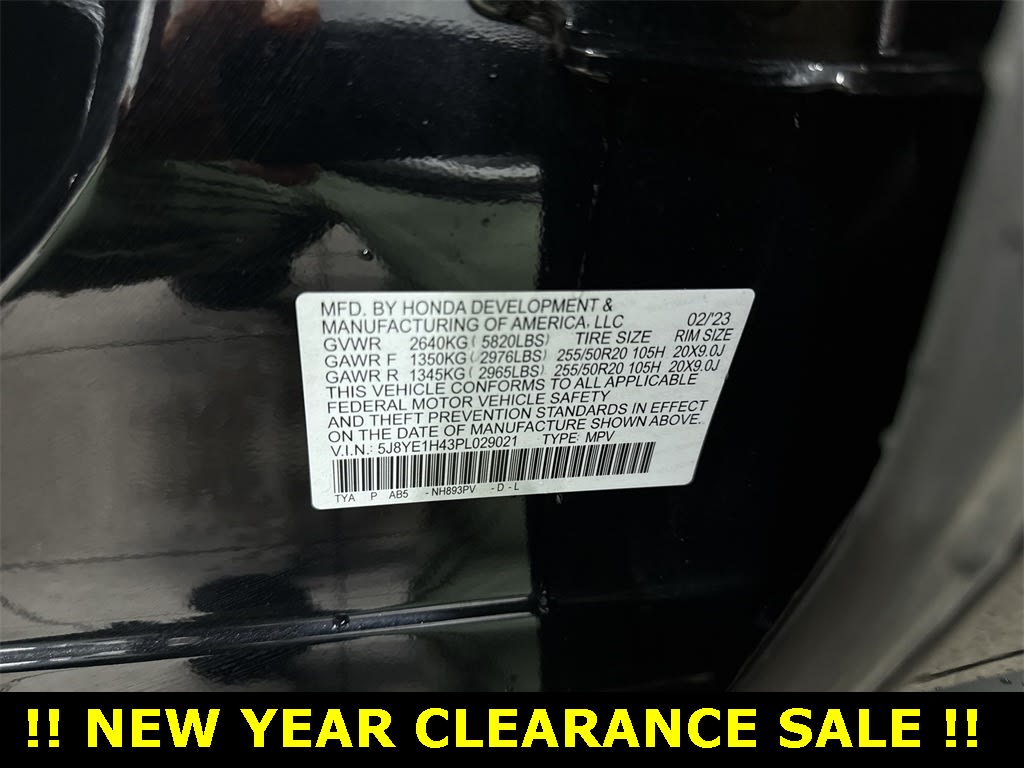 MFD. BY HONDA DEVELOPMENT &
MANUFACTURING OF AMERICA, LLC 02/'23
GVWR 2640KG ( 5820LBS) TIRE SIZE RIM SIZE
GAWR F 1350KG ( 2976LBS) 255/50R20 105H 20X9.0J
GAWR R 1345KG ( 2965LBS) 255/50R20 105H 20X9.0J
THIS VEHICLE CONFORMS TO ALL APPLICABLE
FEDERAL MOTOR VEHICLE SAFETY
AND THEFT PREVENTION STANDARDS IN EFFECT
ON THE DATE OF MANUFACTURE SHOWN ABOVE.
V.I.N.: 5J8YE1H43PL029021 TYPE: MPV
TYA P AB5 - NH893PV - D - L
!! NEW YEAR CLEARANCE SALE !!